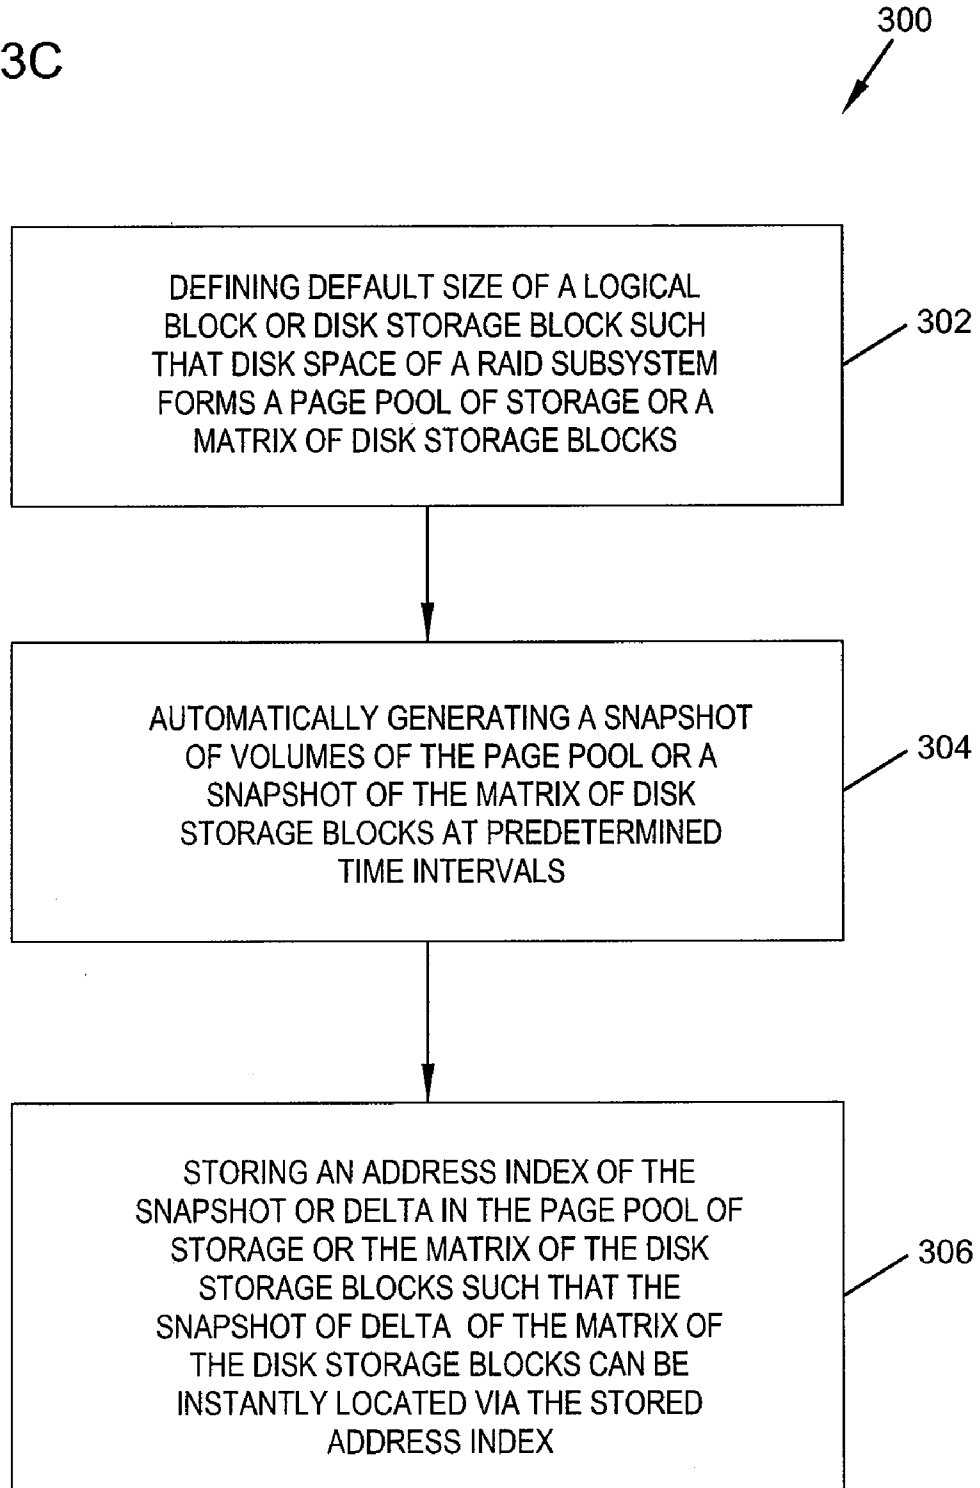 300
3C
DEFINING DEFAULT SIZE OF A LOGICAL
BLOCK OR DISK STORAGE BLOCK SUCH
THAT DISK SPACE OF A RAID SUBSYSTEM
FORMS A PAGE POOL OF STORAGE OR A
MATRIX OF DISK STORAGE BLOCKS
302
AUTOMATICALLY GENERATING A SNAPSHOT
OF VOLUMES OF THE PAGE POOL OR A
SNAPSHOT OF THE MATRIX OF DISK
STORAGE BLOCKS AT PREDETERMINED
TIME INTERVALS
304
STORING AN ADDRESS INDEX OF THE
SNAPSHOT OR DELTA IN THE PAGE POOL OF
STORAGE OR THE MATRIX OF THE DISK
STORAGE BLOCKS SUCH THAT THE
SNAPSHOT OF DELTA OF THE MATRIX OF
THE DISK STORAGE BLOCKS CAN BE
INSTANTLY LOCATED VIA THE STORED
ADDRESS INDEX
306